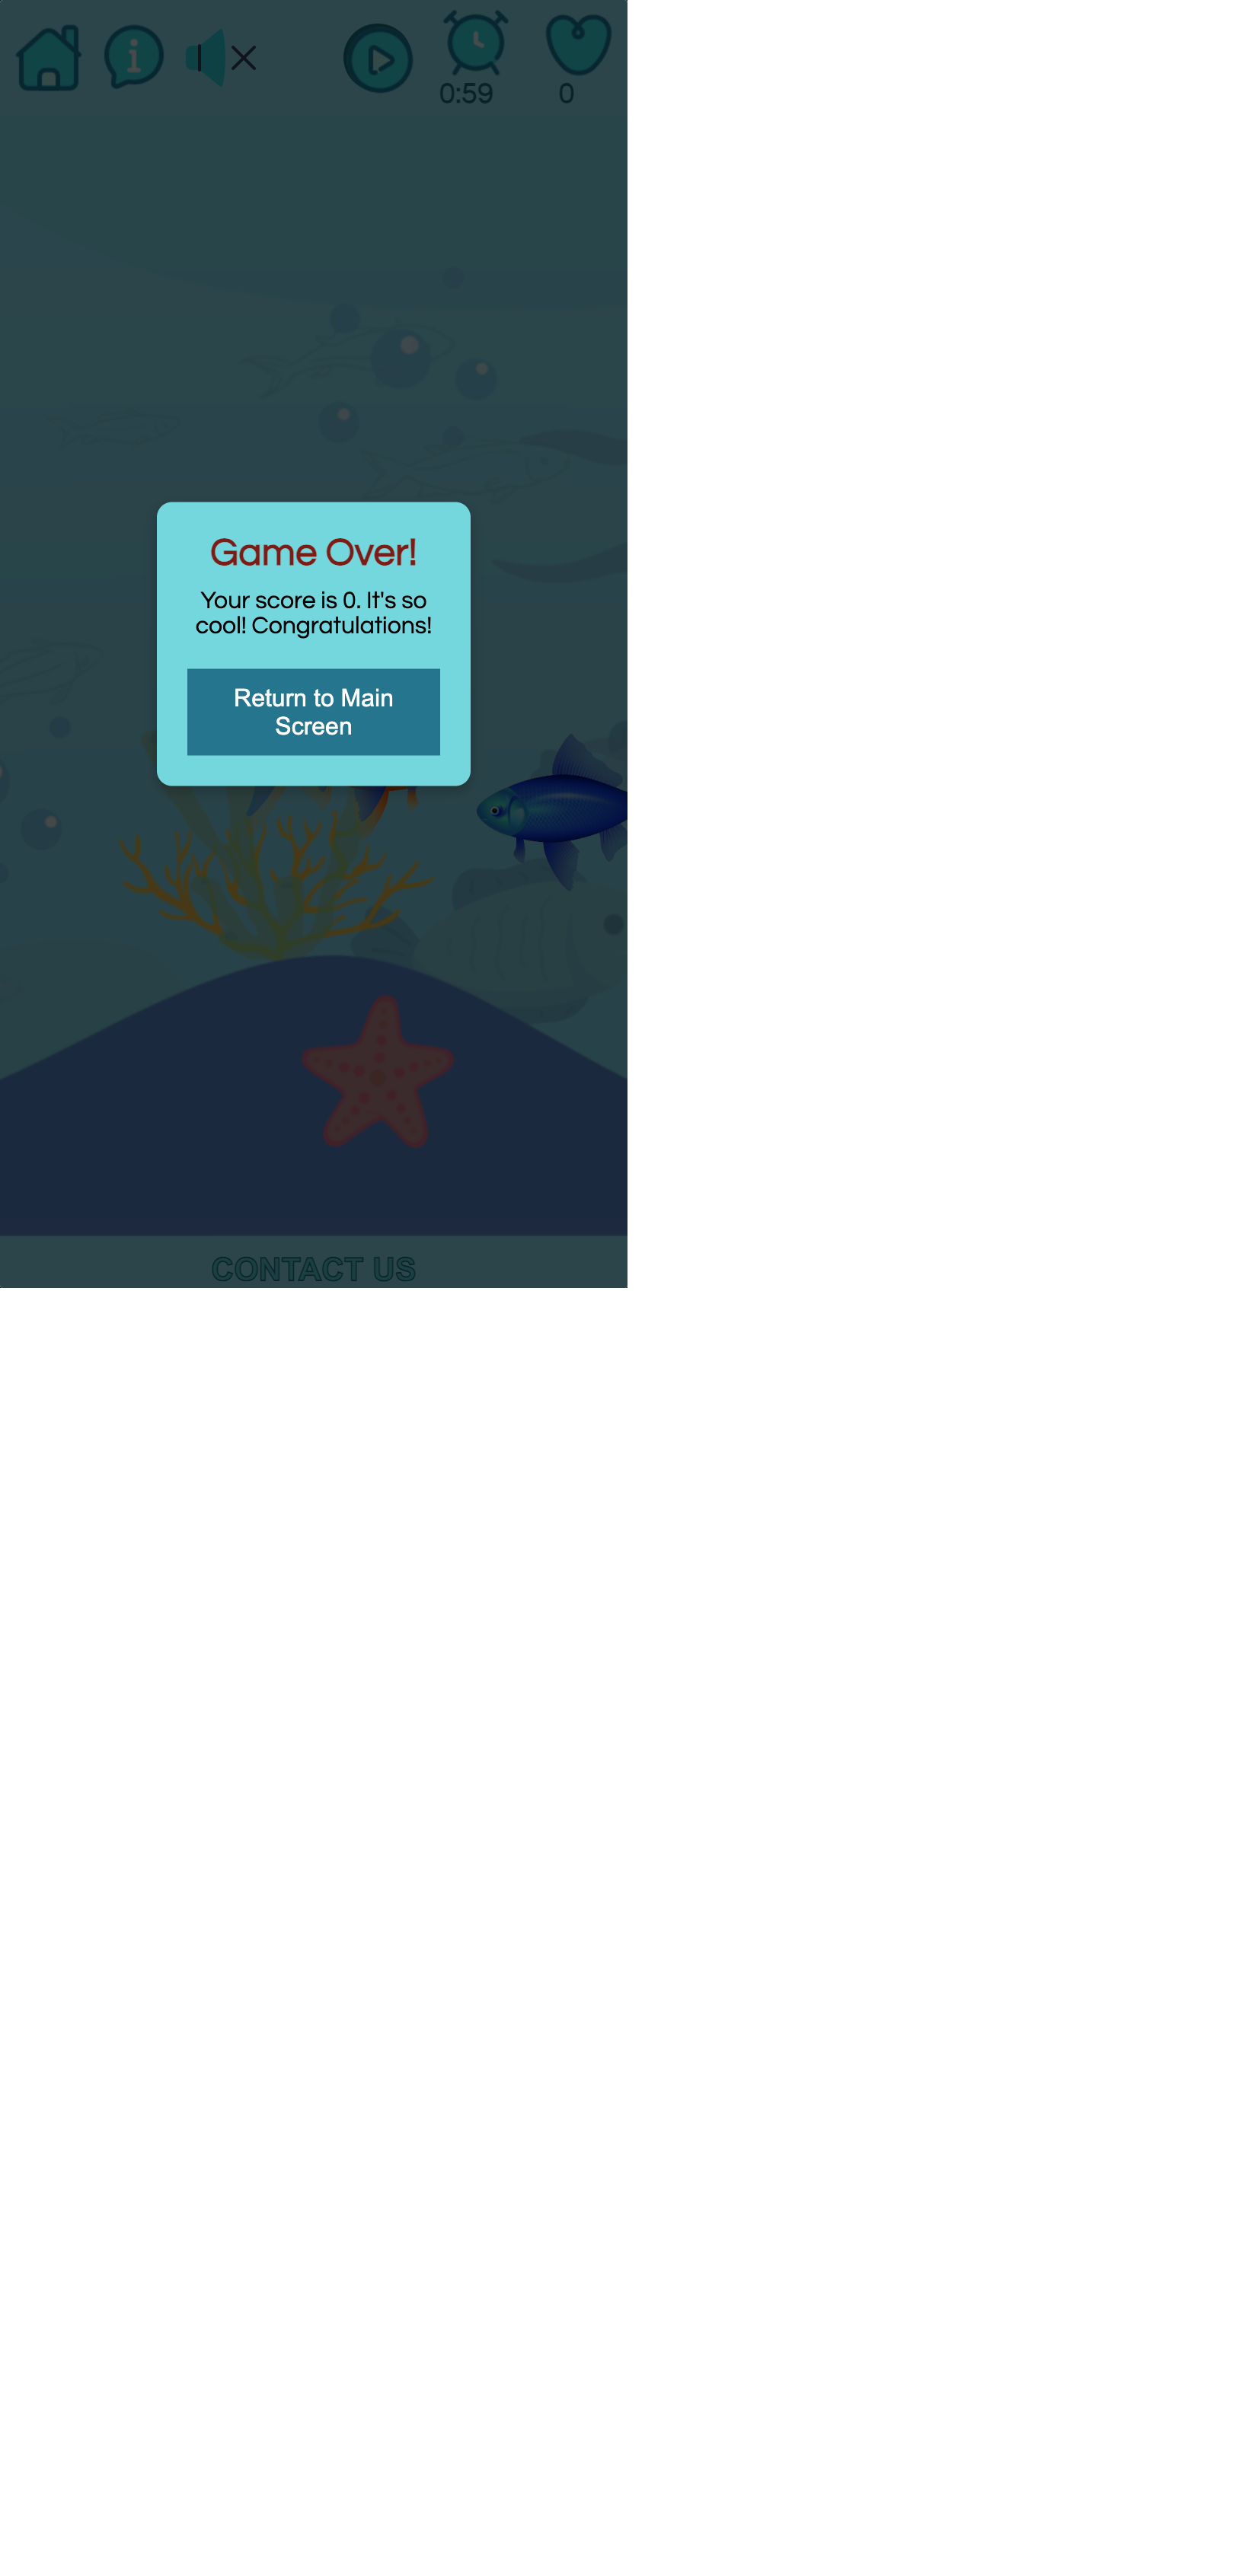 0:59
0
Game Over!
Your score is 0. It's so
cool! Congratulations!
Return to Main
Screen
CONTACT US